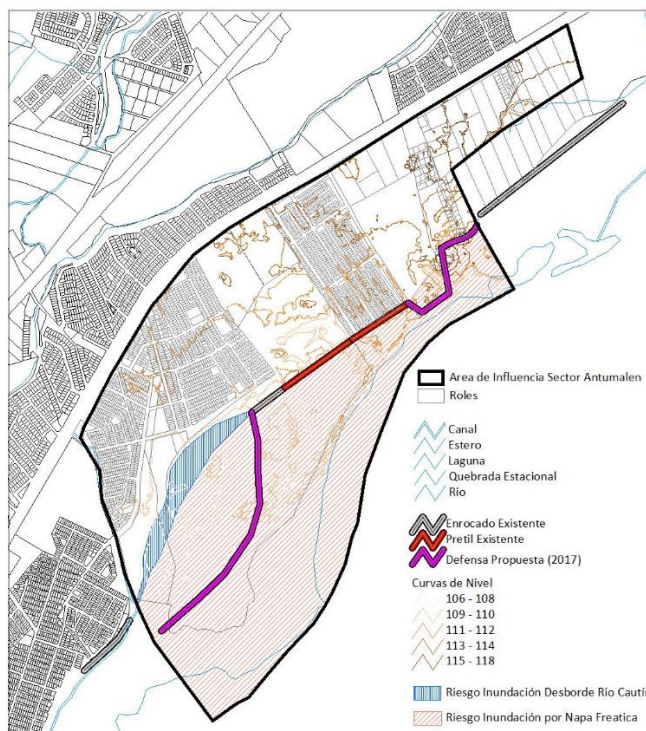 Area de Influencia Sector Antumalen
Roles
Canal
Estero
Laguna
Quebrada Estacional
Rio
Enrocado Existente
Pretil Existente
Defensa Propuesta (2017)
Curvas de Nivel
106 - 108
109 - 110
111 - 112
113 - 114
115 - 118
Riesgo Inundación Desborde Rio Cautín
Riesgo Inundación por Napa Freatica